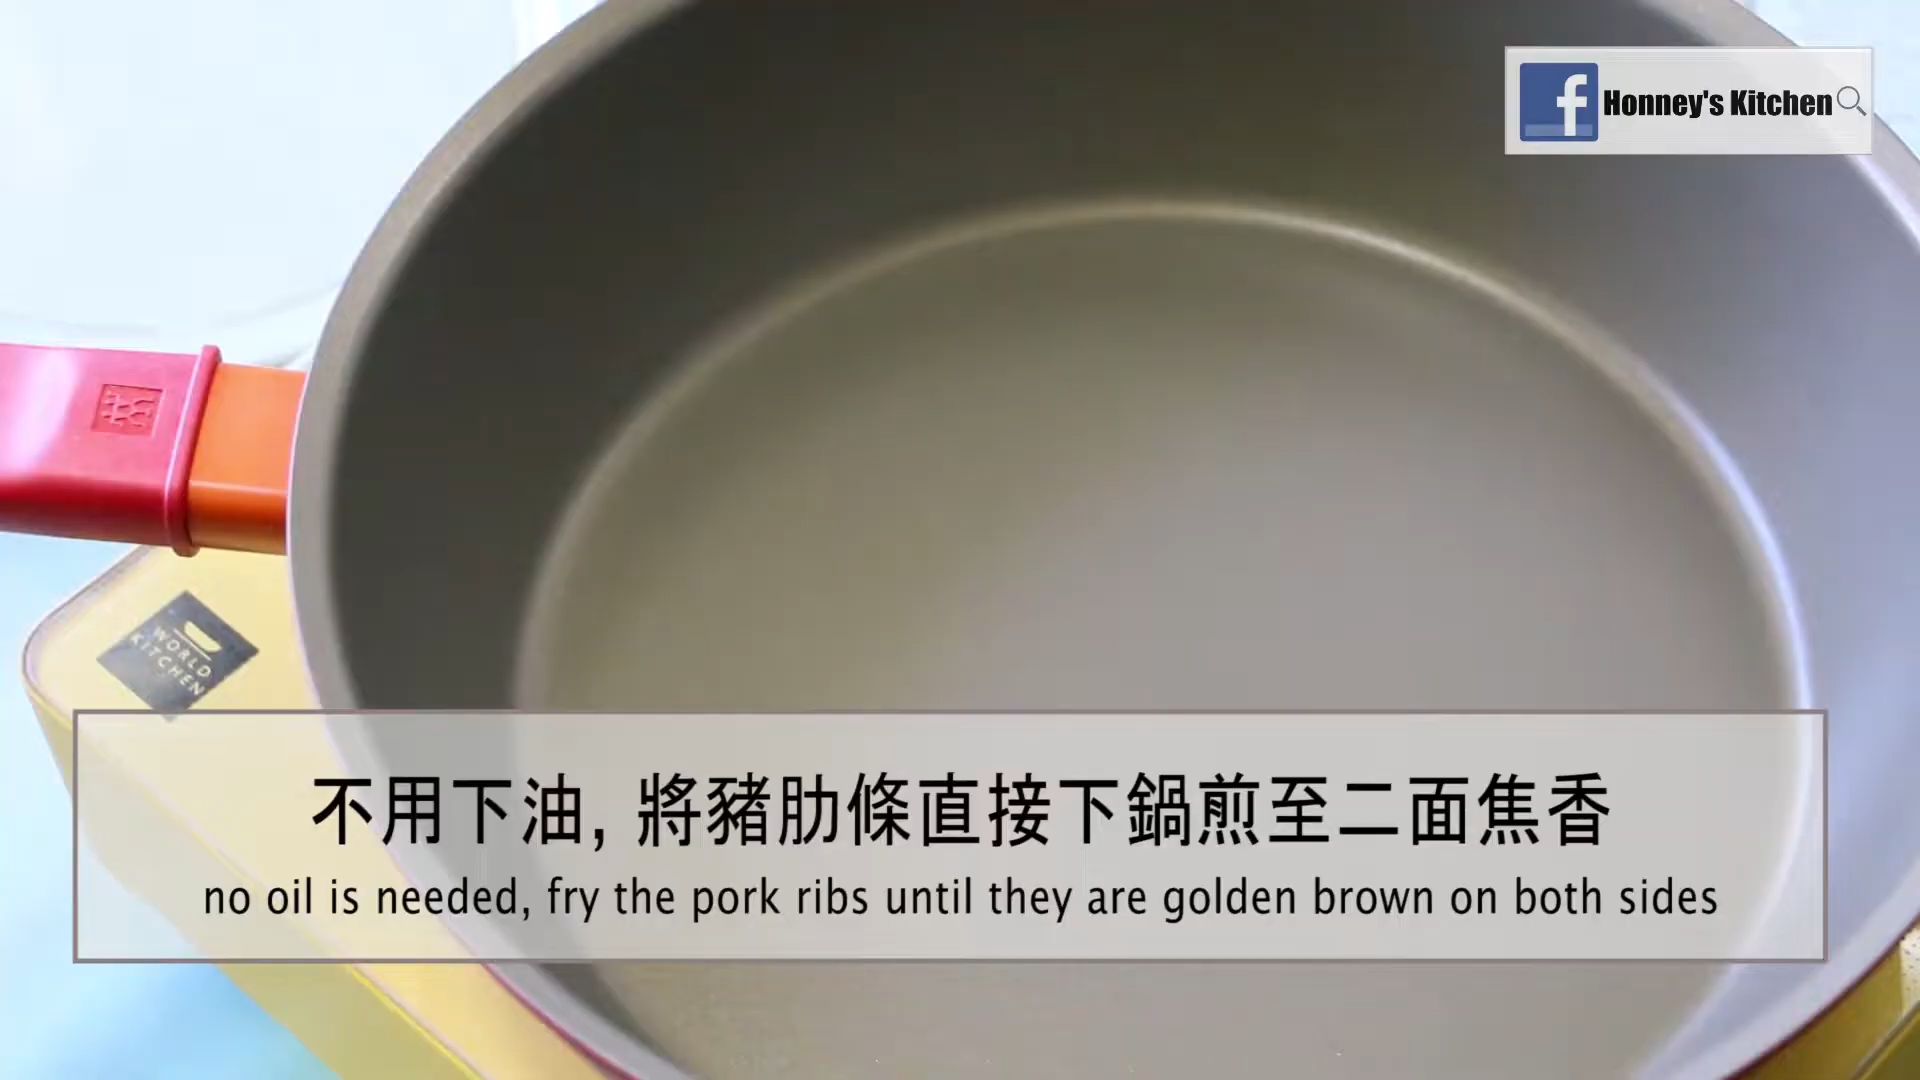 Honney's Kitchen
WORLD
KITCHEN
不用下油, 將豬肋條直接下鍋煎至二面焦香
no oil is needed, fry the pork ribs until they are golden brown on both sides